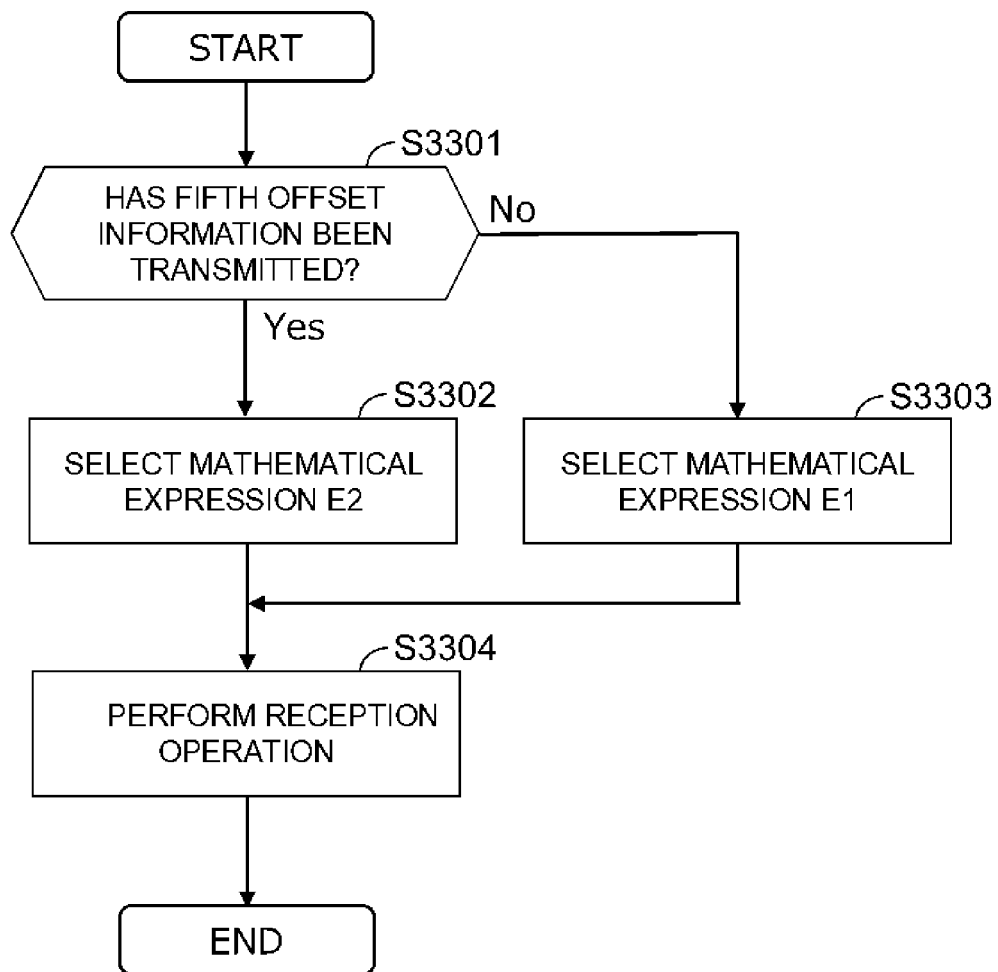 START
S3301
HAS FIFTH OFFSET
INFORMATION BEEN
TRANSMITTED?
No
Yes
S3302
SELECT MATHEMATICAL
EXPRESSION E2
S3303
SELECT MATHEMATICAL
EXPRESSION E1
S3304
PERFORM RECEPTION
OPERATION
END